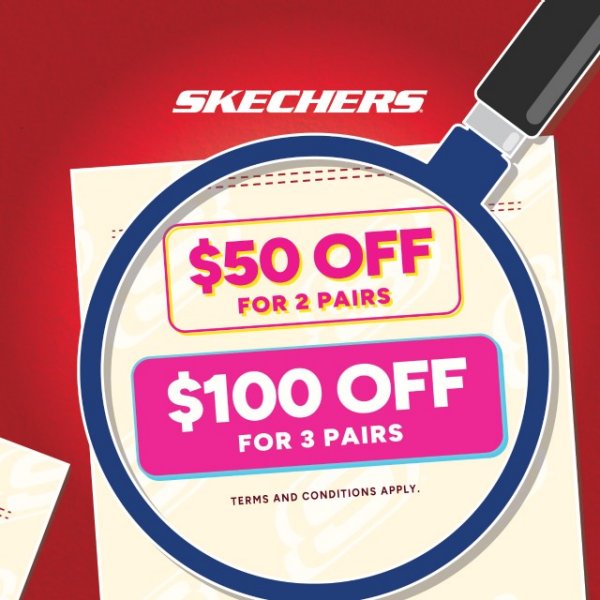 SKECHERS
$50 OFF
FOR 2 PAIRS
$100 OFF
FOR 3 PAIRS
TERMS AND CONDITIONS APPLY.